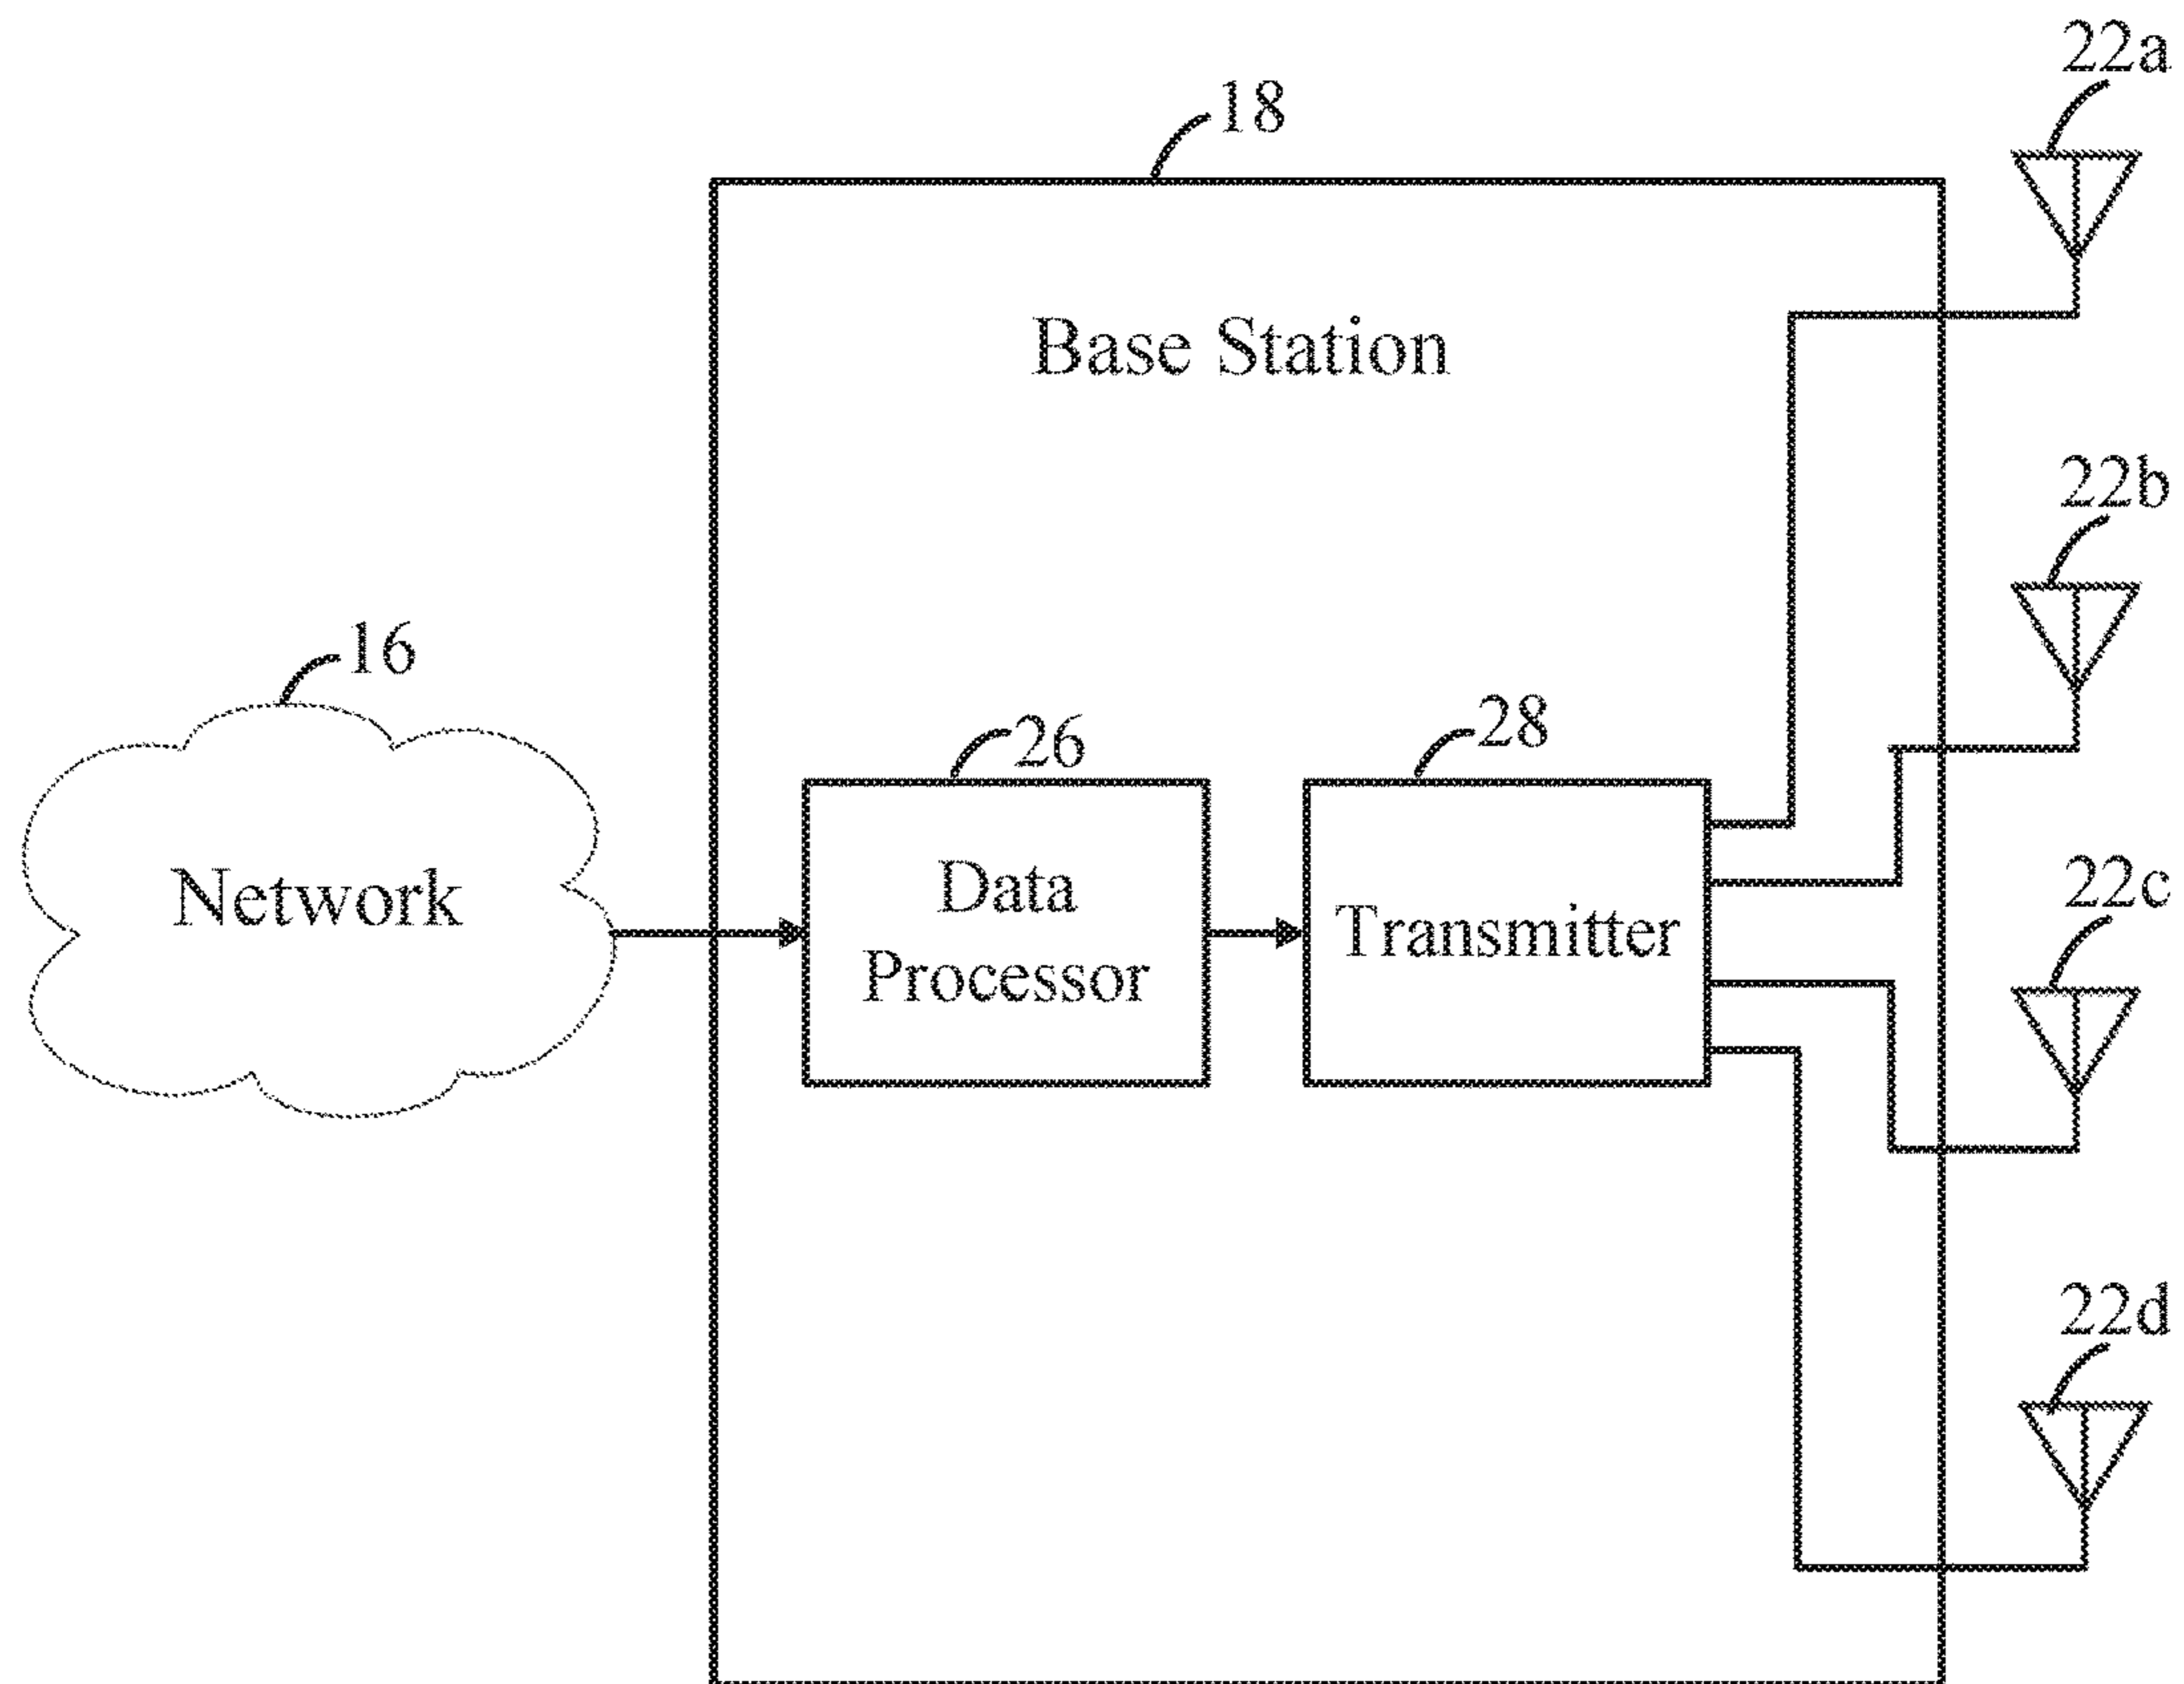 22a
18
Base Station
22b
16
26
28
Network
Data
Processor
Transmitter
22c
22d